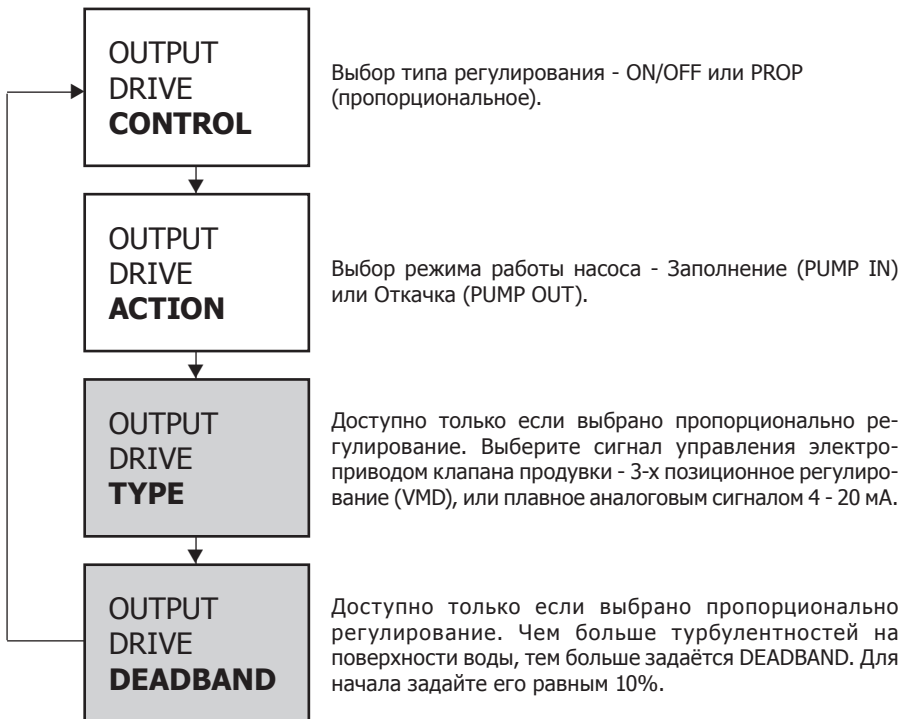 OUTPUT
DRIVE
CONTROL
Выбор типа регулирования - ON/OFF или PROP
(пропорциональное).
OUTPUT
DRIVE
ACTION
Выбор режима работы насоса - Заполнение (PUMP IN)
или Откачка (PUMP OUT).
OUTPUT
DRIVE
TYPE
Доступно только если выбрано пропорционально ре-
гулирование. Выберите сигнал управления электро-
приводом клапана продувки - 3-х позиционное регулиро-
вание (VMD), или плавное аналоговым сигналом 4 - 20 мА.
OUTPUT
DRIVE
DEADBAND
Доступно только если выбрано пропорционально
регулирование. Чем больше турбулентностей на
поверхности воды, тем больше задаётся DEADBAND. Для
начала задайте его равным 10%.